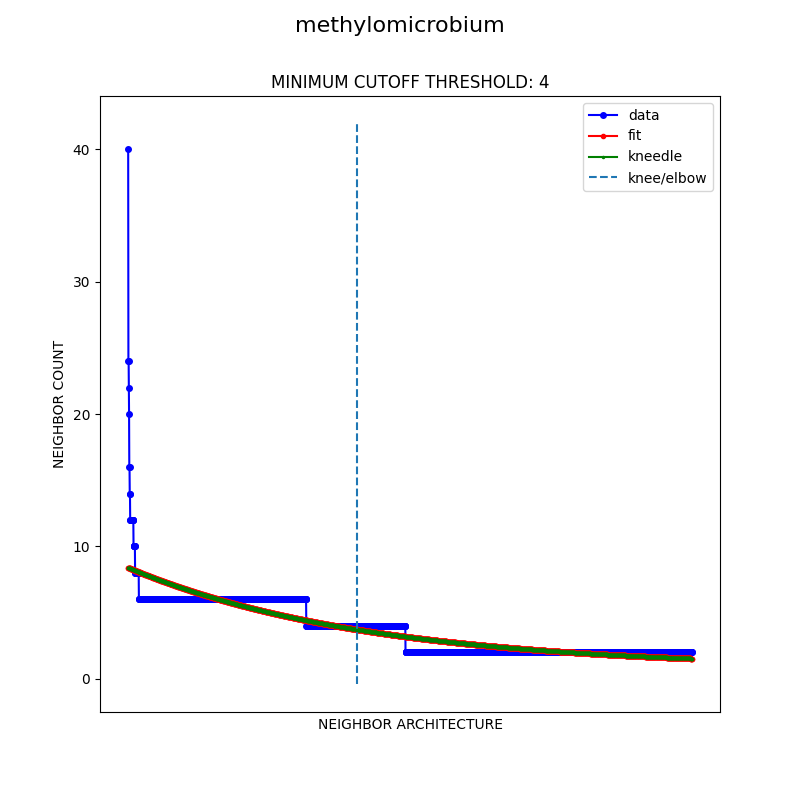 methylomicrobium
MINIMUM CUTOFF THRESHOLD: 4
data
fit
kneedle
knee/elbow
40
30
20
10
0
NEIGHBOR COUNT
NEIGHBOR ARCHITECTURE